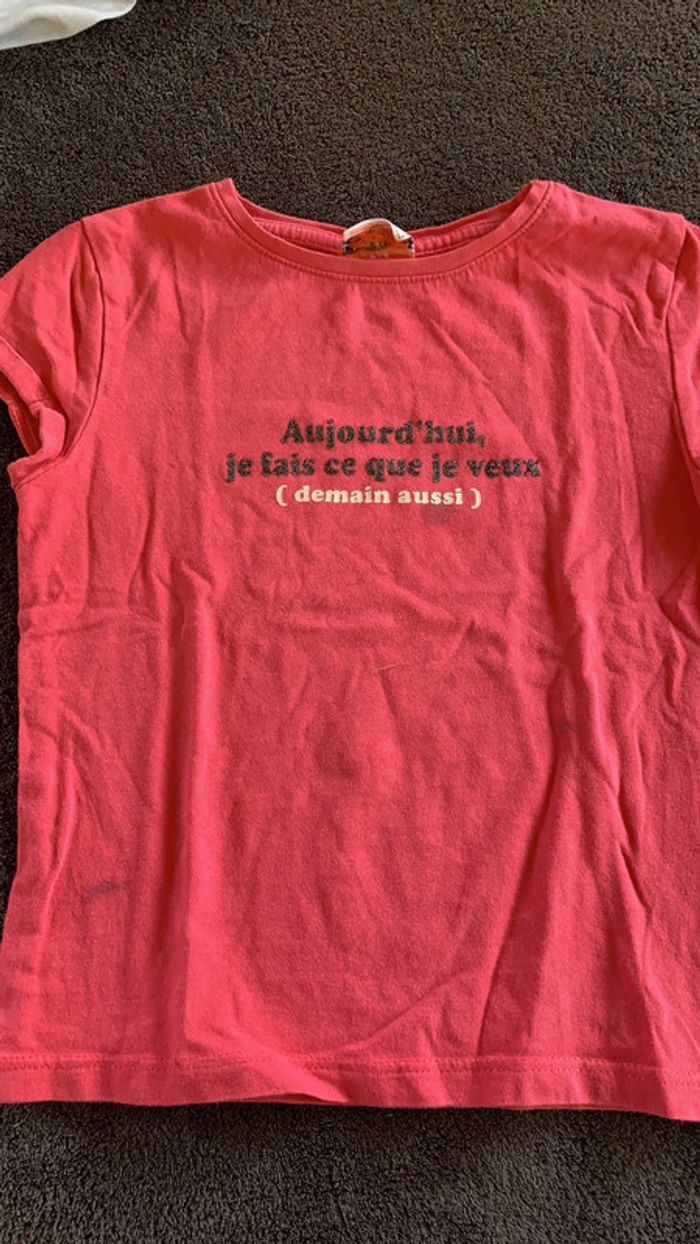 Aujourd'hui,
je fais ce que je veux
( demain aussi )